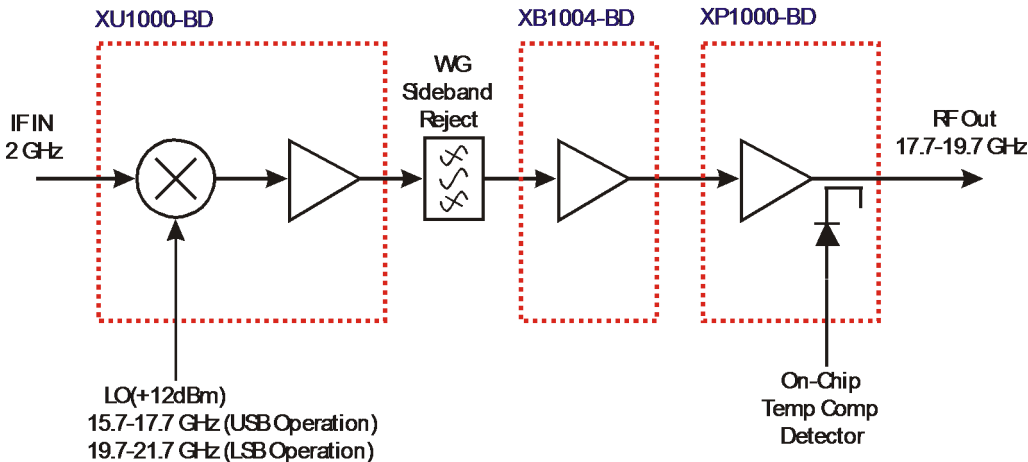 XU1000-BD
XB1004-BD
XP1000-BD
WG
Sideband
Reject
IF IN
2 GHz
RF Out
17.7-19.7 GHz
LO(+12dBm)
15.7-17.7 GHz (USB Operation)
19.7-21.7 GHz (LSB Operation)
On-Chip
Temp Comp
Detector